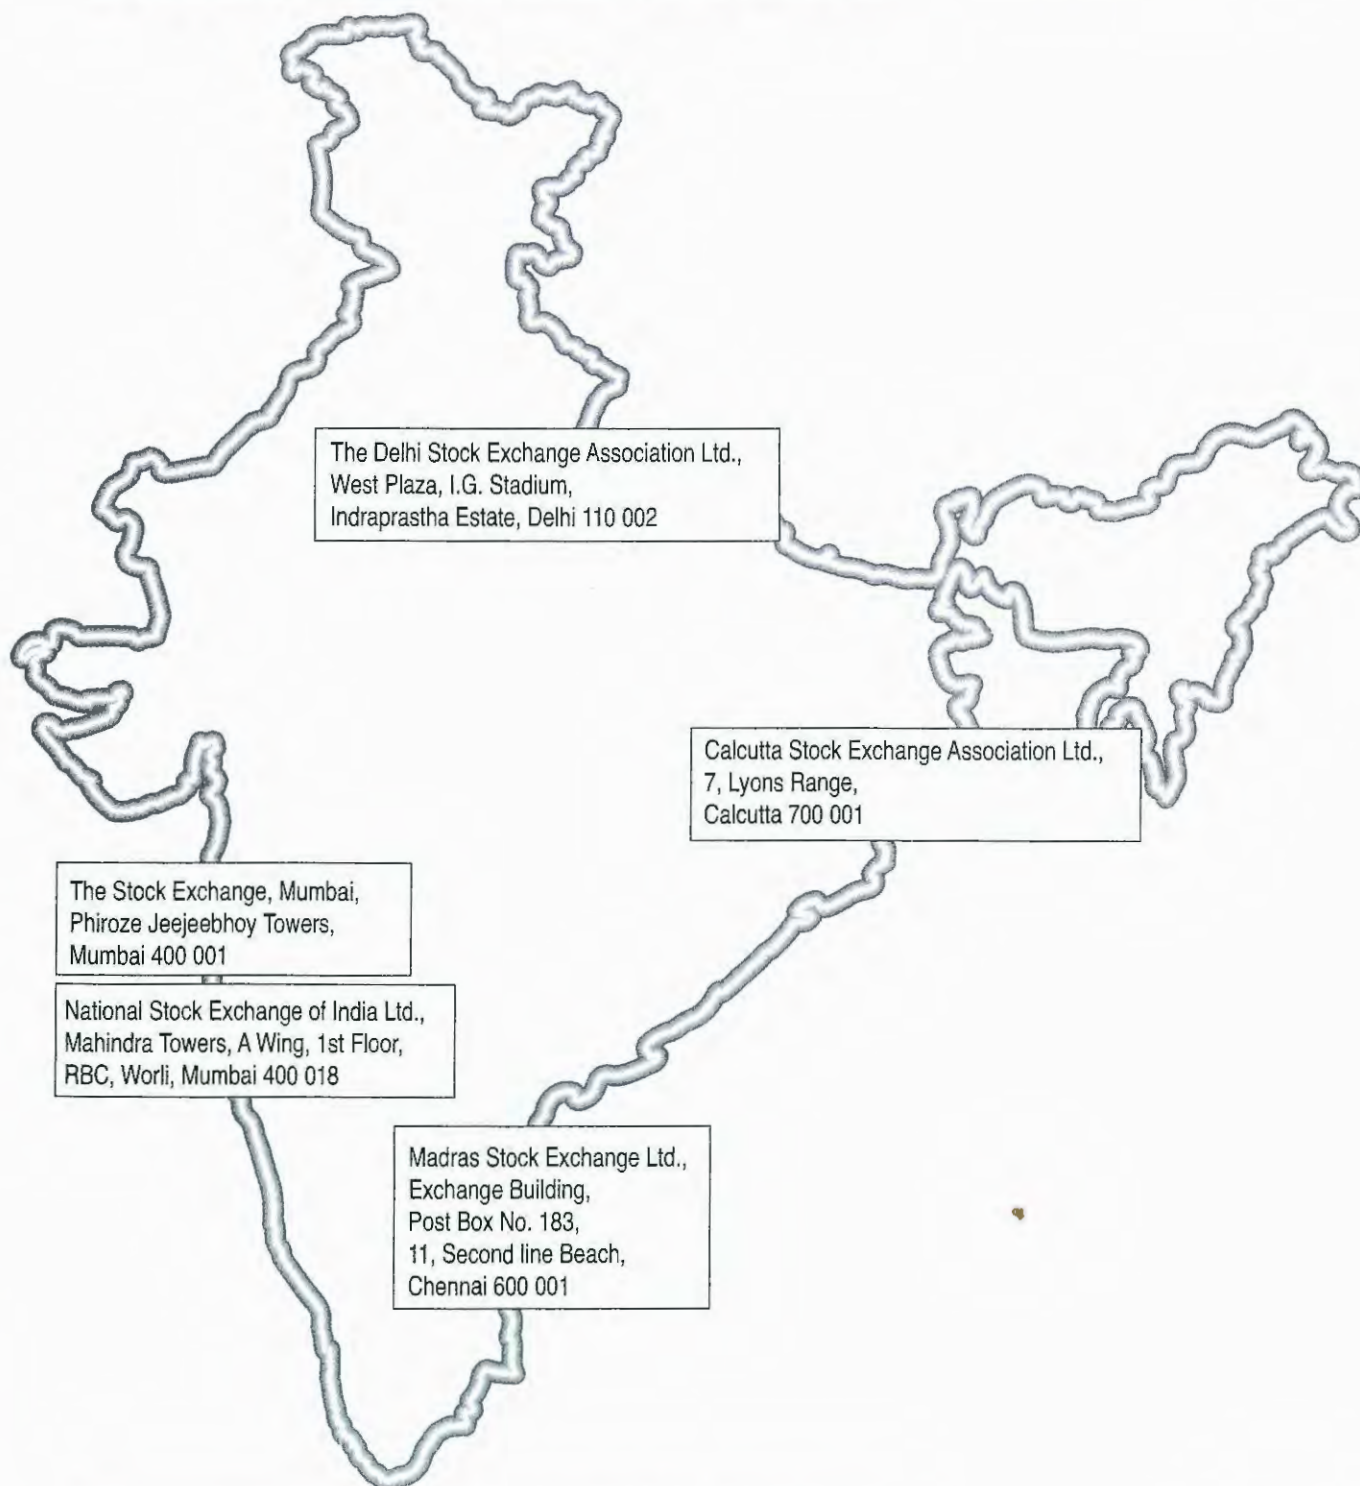 The Delhi Stock Exchange Association Ltd.,
West Plaza, I.G. Stadium,
Indraprastha Estate, Delhi 110 002
Calcutta Stock Exchange Association Ltd.,
7, Lyons Range,
Calcutta 700 001
The Stock Exchange, Mumbai,
Phiroze Jeejeebhoy Towers,
Mumbai 400 001
National Stock Exchange of India Ltd.,
Mahindra Towers, A Wing, 1st Floor,
RBC, Worli, Mumbai 400 018
Madras Stock Exchange Ltd.,
Exchange Building,
Post Box No. 183,
11, Second line Beach,
Chennai 600 001